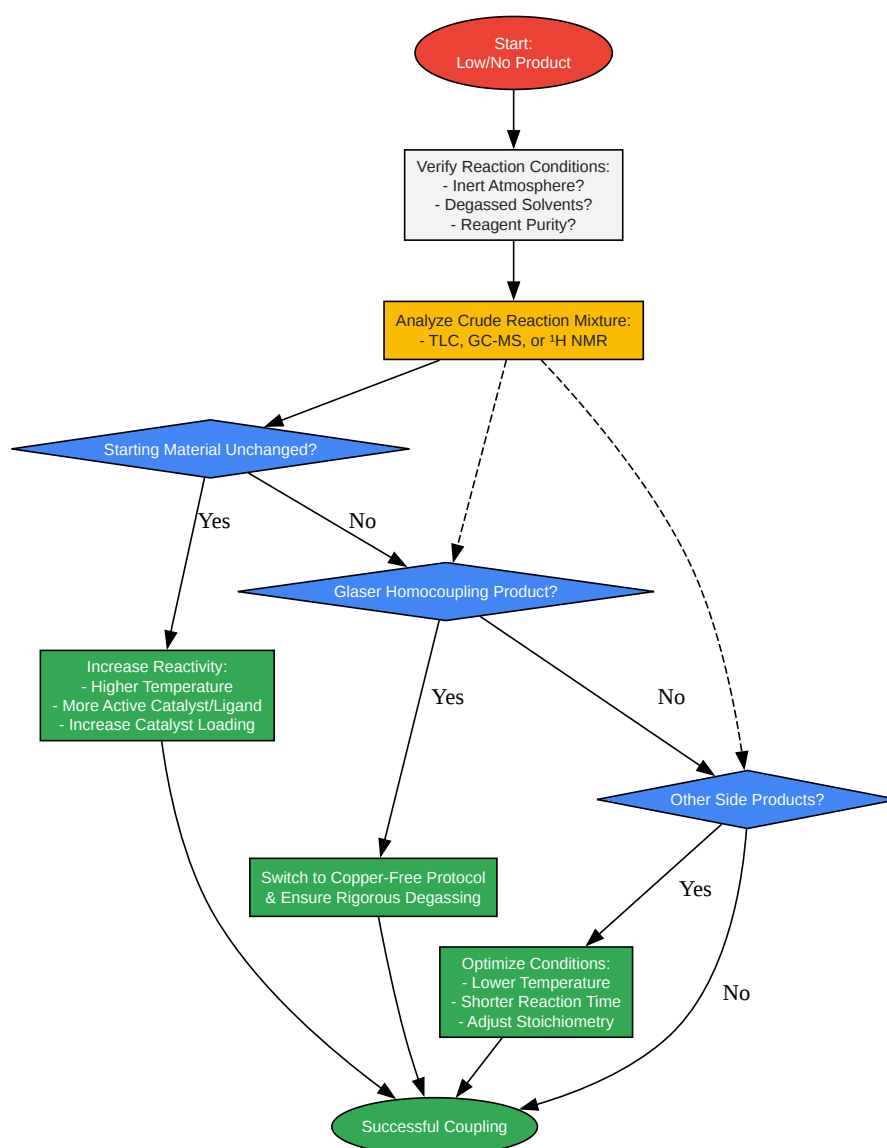 Start:
Low/No Product
Verify Reaction Conditions:
- Inert Atmosphere?
- Degassed Solvents?
- Reagent Purity?
Analyze Crude Reaction Mixture:
- TLC, GC-MS, or ¹H NMR
Starting Material Unchanged?
Yes
No
Glaser Homocoupling Product?
Increase Reactivity:
- Higher Temperature
- More Active Catalyst/Ligand
- Increase Catalyst Loading
Yes
No
Other Side Products?
Switch to Copper-Free Protocol
& Ensure Rigorous Degassing
Yes
No
Optimize Conditions:
- Lower Temperature
- Shorter Reaction Time
- Adjust Stoichiometry
Successful Coupling